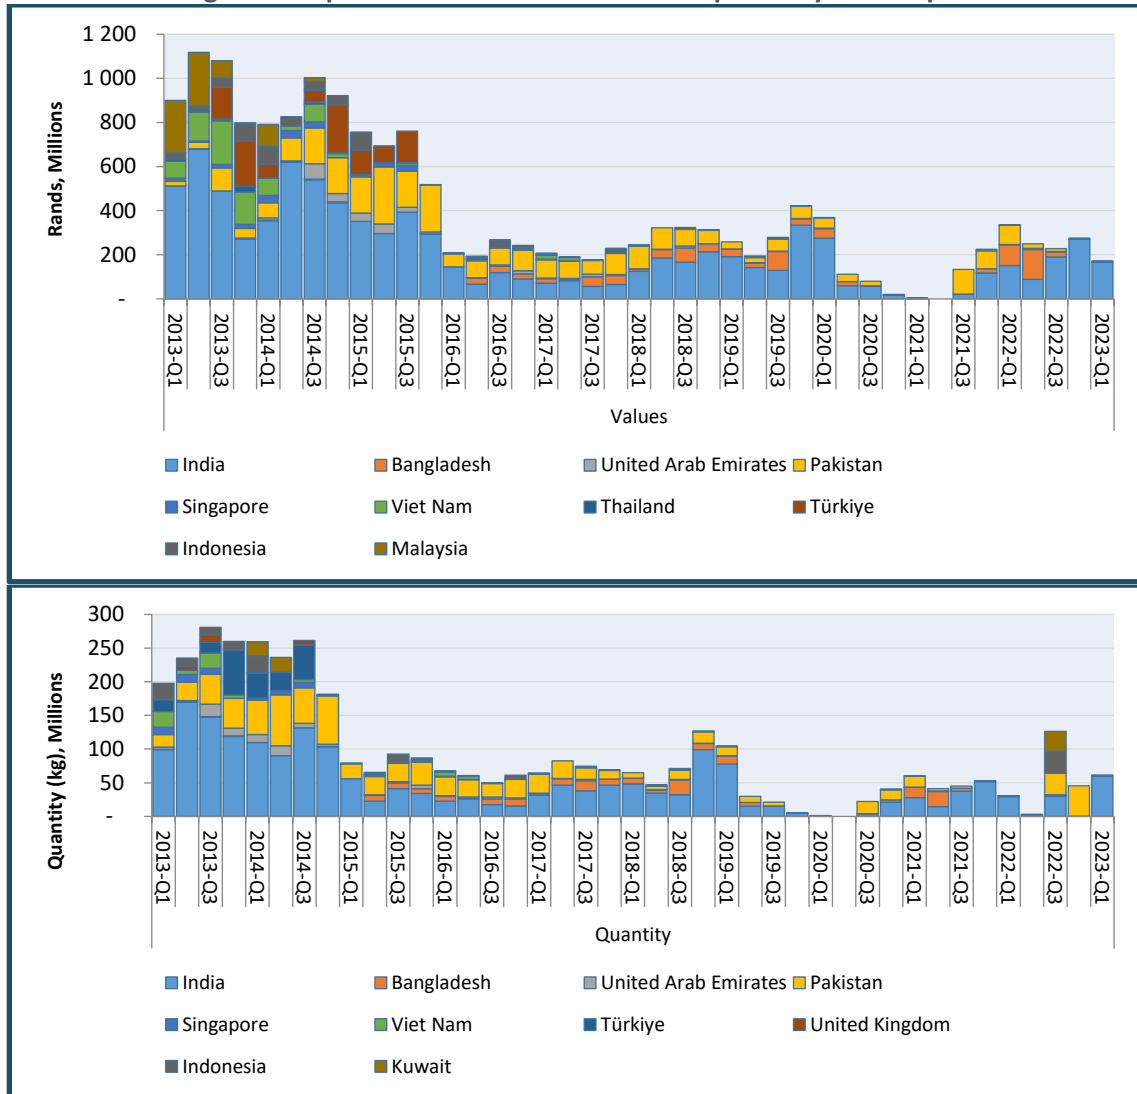 1 200
1 000
800
600
400
200
-
Rands, Millions
2013-Q1
2013-Q3
2014-Q1
2014-Q3
2015-Q1
2015-Q3
2016-Q1
2016-Q3
2017-Q1
2017-Q3
2018-Q1
2018-Q3
2019-Q1
2019-Q3
2020-Q1
2020-Q3
2021-Q1
2021-Q3
2022-Q1
2022-Q3
2023-Q1
Values
India Bangladesh United Arab Emirates Pakistan
Singapore Viet Nam Thailand Türkiye
Indonesia Malaysia
300
250
200
150
100
50
-
Quantity (kg), Millions
2013-Q1
2013-Q3
2014-Q1
2014-Q3
2015-Q1
2015-Q3
2016-Q1
2016-Q3
2017-Q1
2017-Q3
2018-Q1
2018-Q3
2019-Q1
2019-Q3
2020-Q1
2020-Q3
2021-Q1
2021-Q3
2022-Q1
2022-Q3
2023-Q1
Quantity
India Bangladesh United Arab Emirates Pakistan
Singapore Viet Nam Türkiye United Kingdom
Indonesia Kuwait